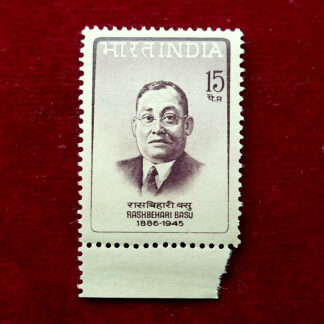 भारत INDIA
15
पै.P
रासबिहारी बसु
RASHBEHARI BASU
1886-1945